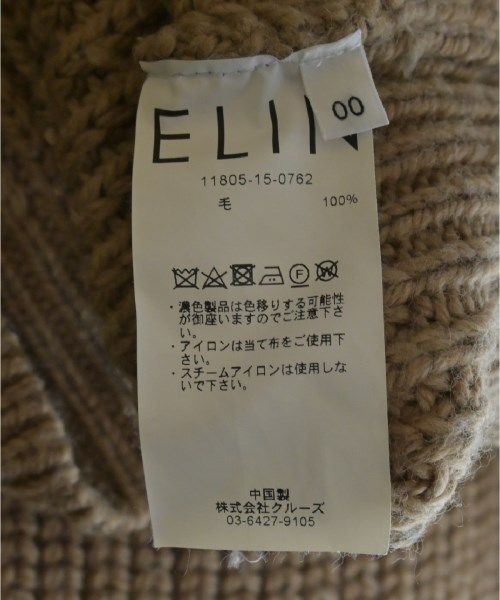 ELIN
00
11805-15-0762
毛 100%
・濃色製品は色移りする可能性
が御座いますのでご注意下さ
い。
・アイロンは当て布をご使用下
さい。
・スチームアイロンは使用しな
いで下さい。
中国製
株式会社クルーズ
03-6427-9105